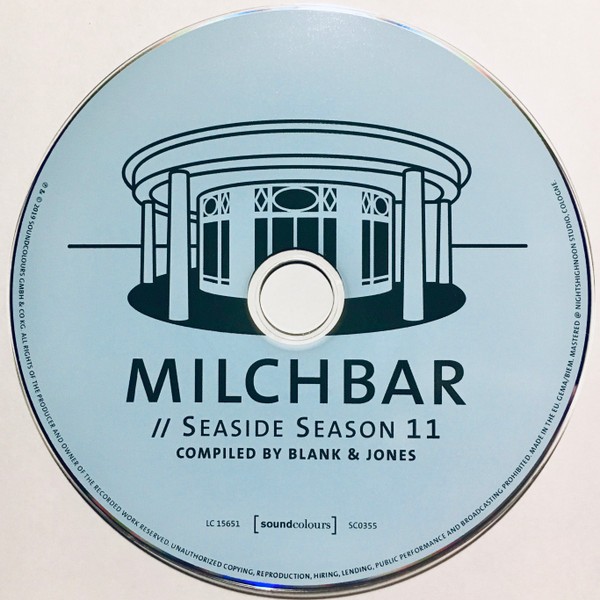 MILCHBAR
// SEASIDE SEASON 11
COMPILED BY BLANK & JONES
LC 15651 [soundcolours] SC0355
℗ & © 2019 SOUNDCOLOURS GMBH & CO KG. ALL RIGHTS OF THE PRODUCER AND OWNER OF THE RECORDED WORK RESERVED. UNAUTHORIZED COPYING, REPRODUCTION, HIRING, LENDING, PUBLIC PERFORMANCE AND BROADCASTING PROHIBITED. MADE IN THE EU. GEMA/BIEM. MASTERED @ NIGHTSHIGHNOON STUDIO, COLOGNE.